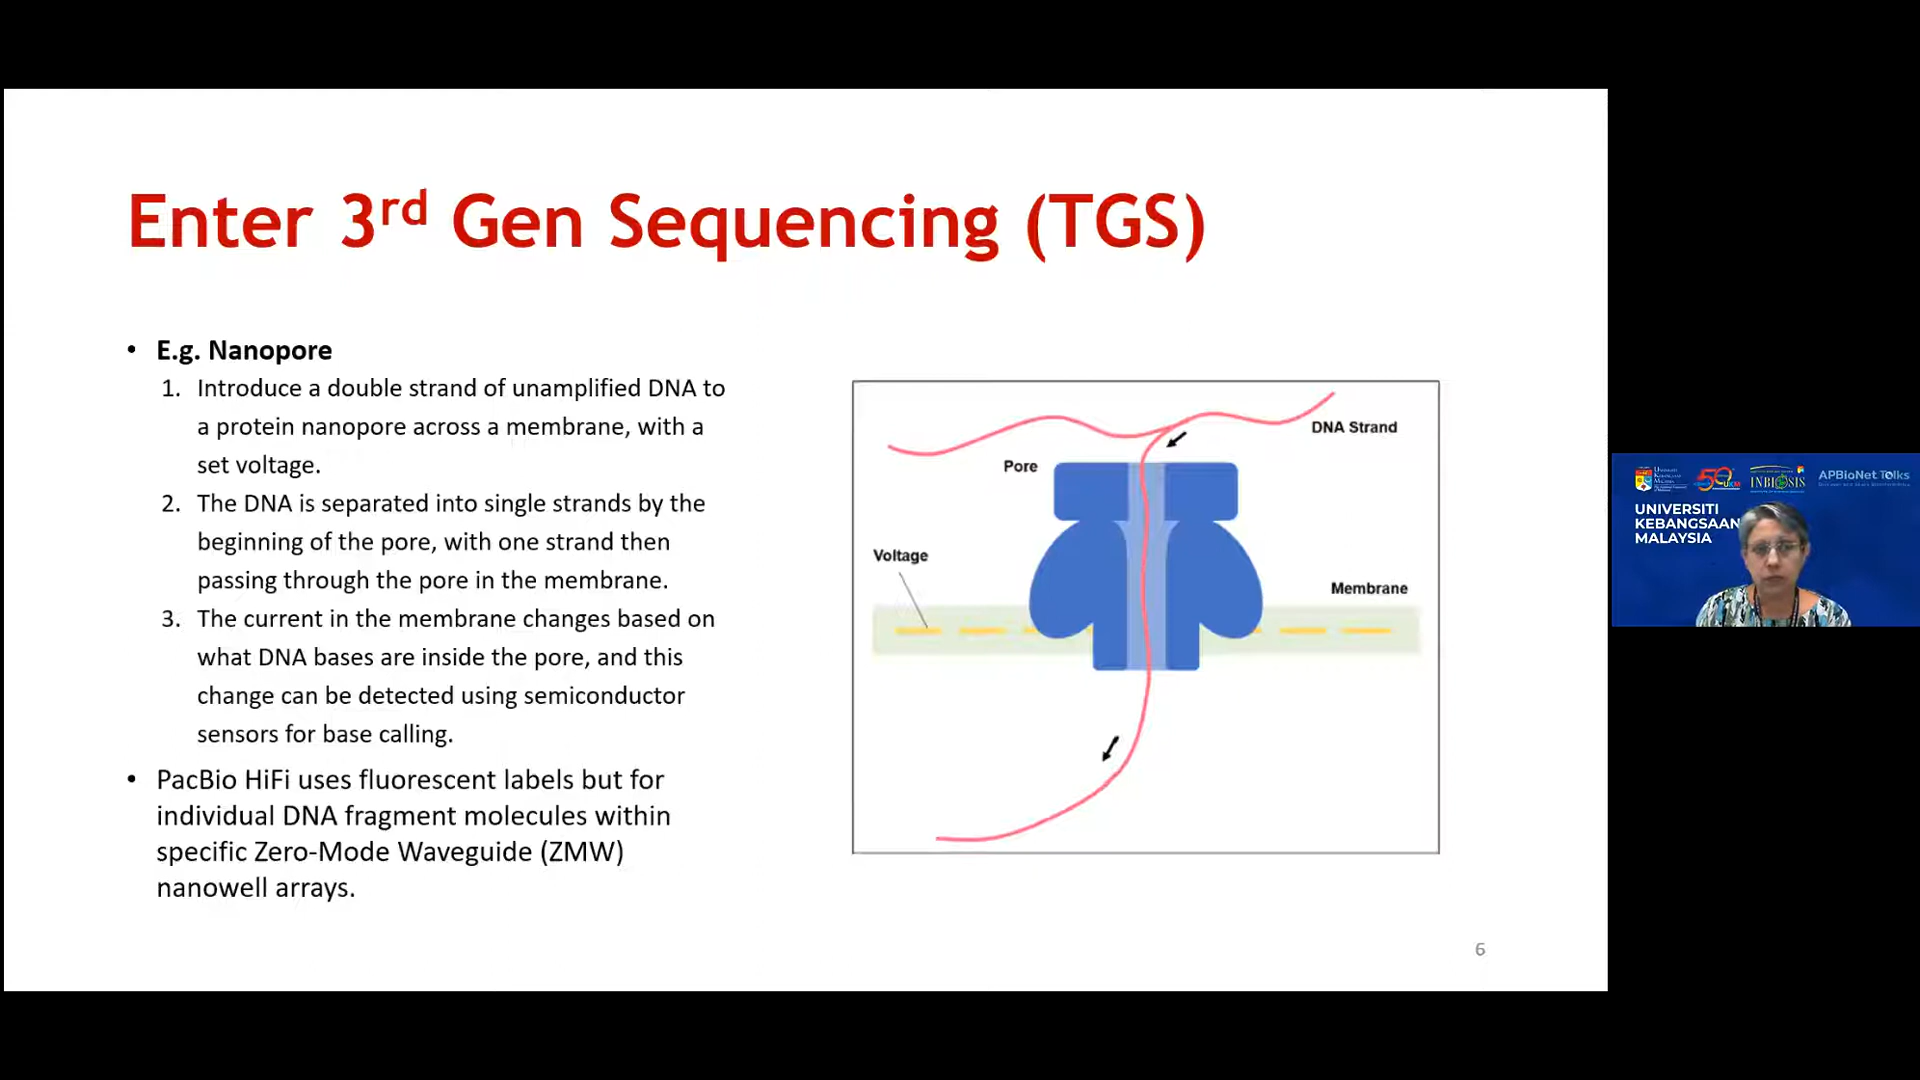 Enter 3rd Gen Sequencing (TGS)
• E.g. Nanopore
1. Introduce a double strand of unamplified DNA to
a protein nanopore across a membrane, with a
set voltage.
2. The DNA is separated into single strands by the
beginning of the pore, with one strand then
passing through the pore in the membrane.
3. The current in the membrane changes based on
what DNA bases are inside the pore, and this
change can be detected using semiconductor
sensors for base calling.
• PacBio HiFi uses fluorescent labels but for
individual DNA fragment molecules within
specific Zero-Mode Waveguide (ZMW)
nanowell arrays.
DNA Strand
Pore
Voltage
Membrane
6
INBIOSIS
APBioNet Talks
UNIVERSITI
KEBANGSAAN
MALAYSIA